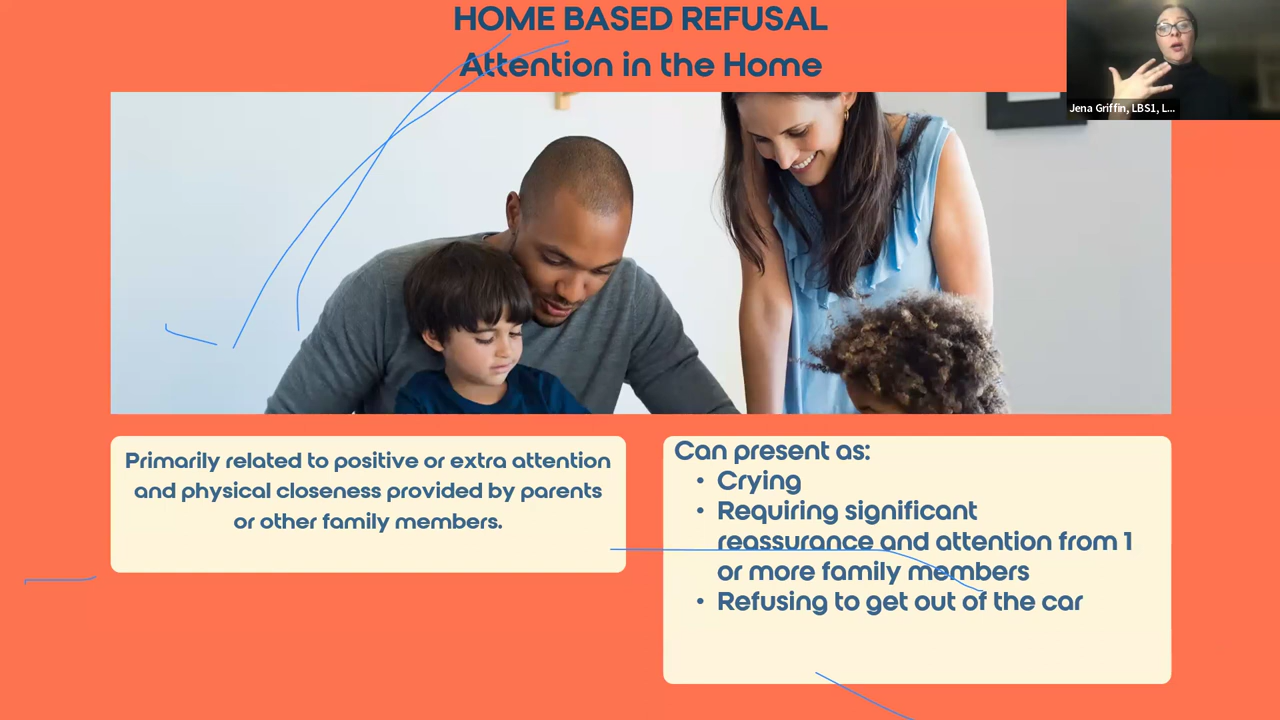 HOME BASED REFUSAL
Attention in the Home
Jena Griffin, LBS1, L...
Primarily related to positive or extra attention
and physical closeness provided by parents
or other family members.
Can present as:
• Crying
• Requiring significant
reassurance and attention from 1
or more family members
• Refusing to get out of the car